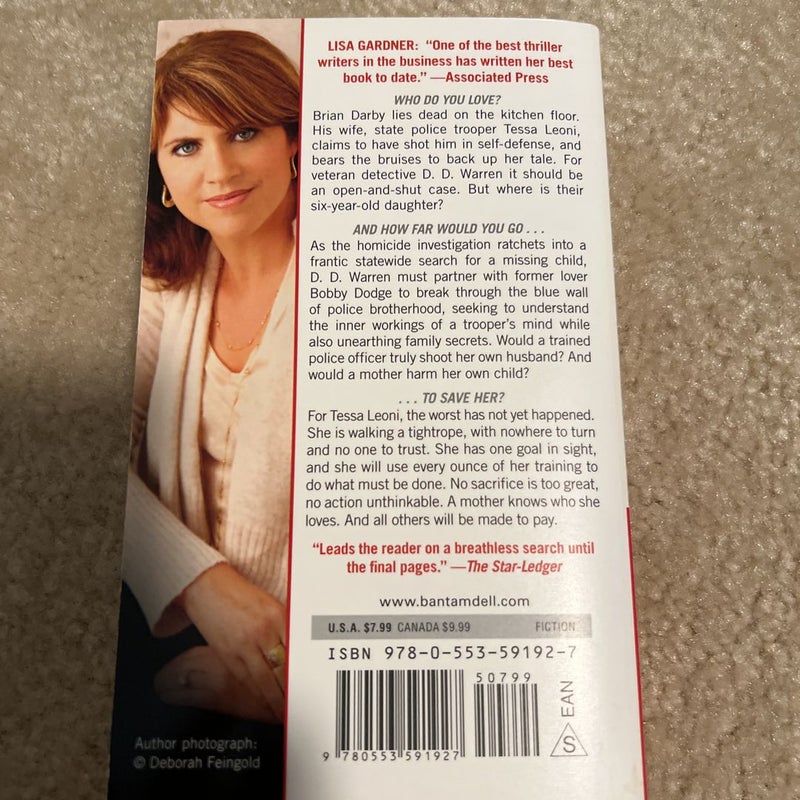 LISA GARDNER: "One of the best thriller
writers in the business has written her best
book to date." —Associated Press
WHO DO YOU LOVE?
Brian Darby lies dead on the kitchen floor.
His wife, state police trooper Tessa Leoni,
claims to have shot him in self-defense, and
bears the bruises to back up her tale. For
veteran detective D. D. Warren it should be
an open-and-shut case. But where is their
six-year-old daughter?
AND HOW FAR WOULD YOU GO . . .
As the homicide investigation ratchets into a
frantic statewide search for a missing child,
D. D. Warren must partner with former lover
Bobby Dodge to break through the blue wall
of police brotherhood, seeking to understand
the inner workings of a trooper's mind while
also unearthing family secrets. Would a trained
police officer truly shoot her own husband? And
would a mother harm her own child?
. . . TO SAVE HER?
For Tessa Leoni, the worst has not yet happened.
She is walking a tightrope, with nowhere to turn
and no one to trust. She has one goal in sight,
and she will use every ounce of her training to
do what must be done. No sacrifice is too great,
no action unthinkable. A mother knows who she
loves. And all others will be made to pay.
"Leads the reader on a breathless search until
the final pages." —The Star-Ledger
www.bantamdell.com
U.S.A. $7.99 CANADA $9.99 FICTION
ISBN 978-0-553-59192-7
50799
EAN
S
9 780553 591927
Author photograph:
© Deborah Feingold